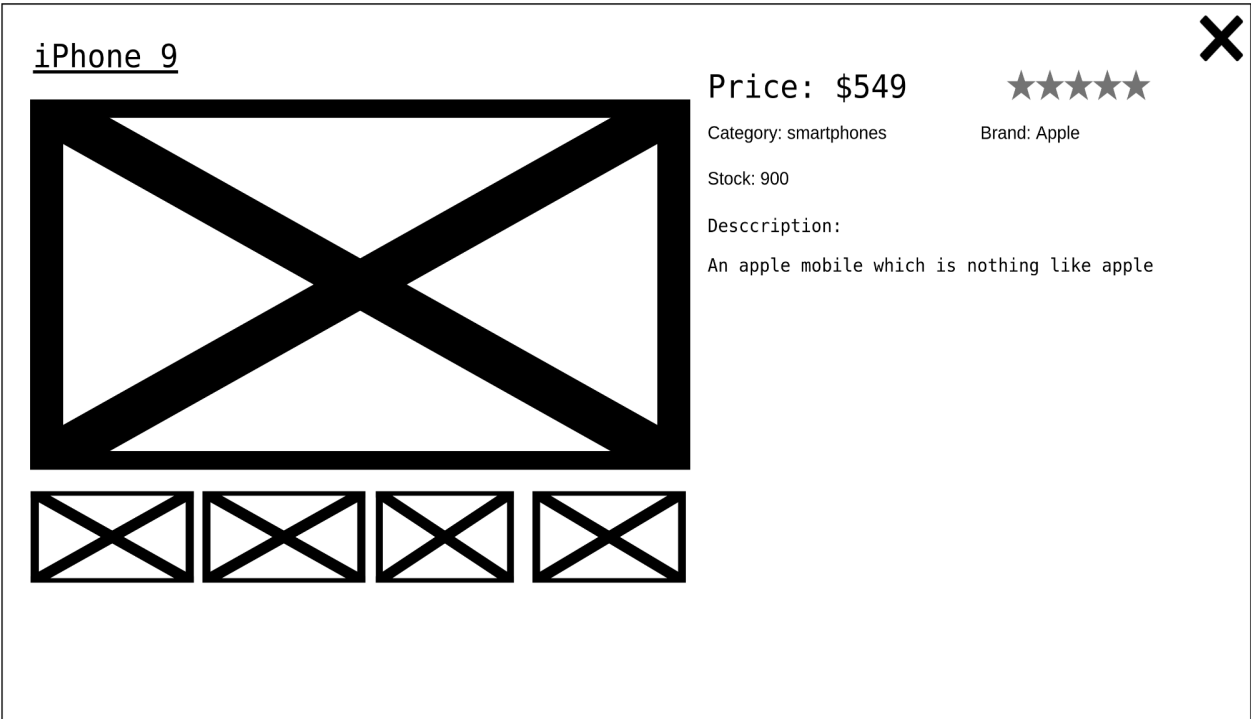 iPhone 9
Price: $549
Category: smartphones
Brand: Apple
Stock: 900
Desccription:
An apple mobile which is nothing like apple